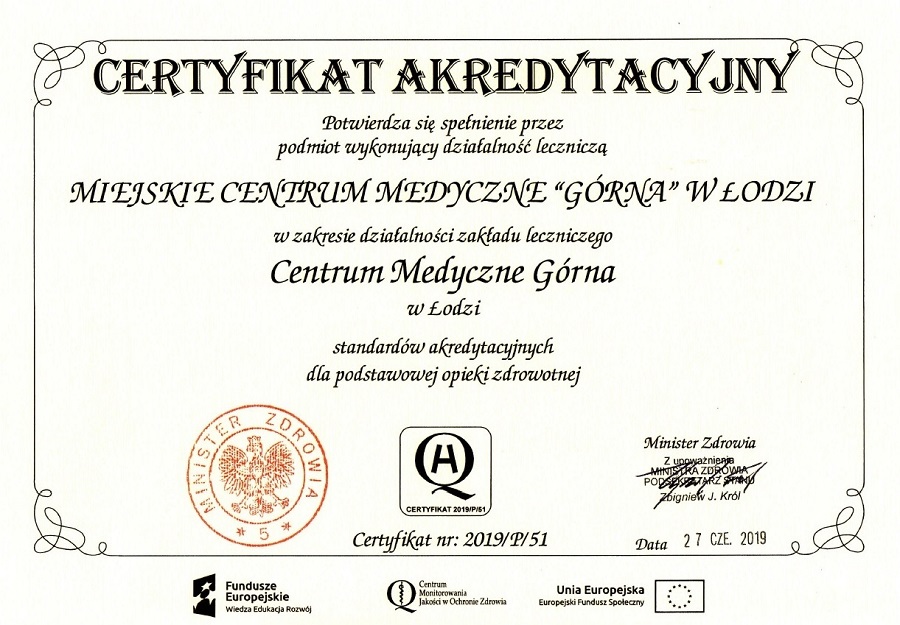 CERTYFIKAT AKREDYTACYJNY
Potwierdza się spełnienie przez
podmiot wykonujący działalność leczniczą
MIEJSKIE CENTRUM MEDYCZNE “GÓRNA” W ŁODZI
w zakresie działalności zakładu leczniczego
Centrum Medyczne Górna
w Łodzi
standardów akredytacyjnych
dla podstawowej opieki zdrowotnej
MINISTER ZDROWIA
* 5 *
CERTYFIKAT 2019/P/51
Certyfikat nr: 2019/P/51
Minister Zdrowia
Z upoważnienia
MINISTRA ZDROWIA
PODSEKRETARZ STANU
Zbigniew J. Król
Data 27 CZE. 2019
Fundusze
Europejskie
Wiedza Edukacja Rozwój
Centrum
Monitorowania
Jakości w Ochronie Zdrowia
Unia Europejska
Europejski Fundusz Społeczny